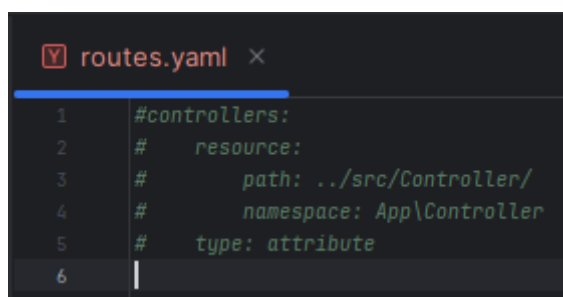 routes.yaml ×
1 #controllers:
2 #    resource:
3 #        path: ../src/Controller/
4 #        namespace: App\Controller
5 #    type: attribute
6